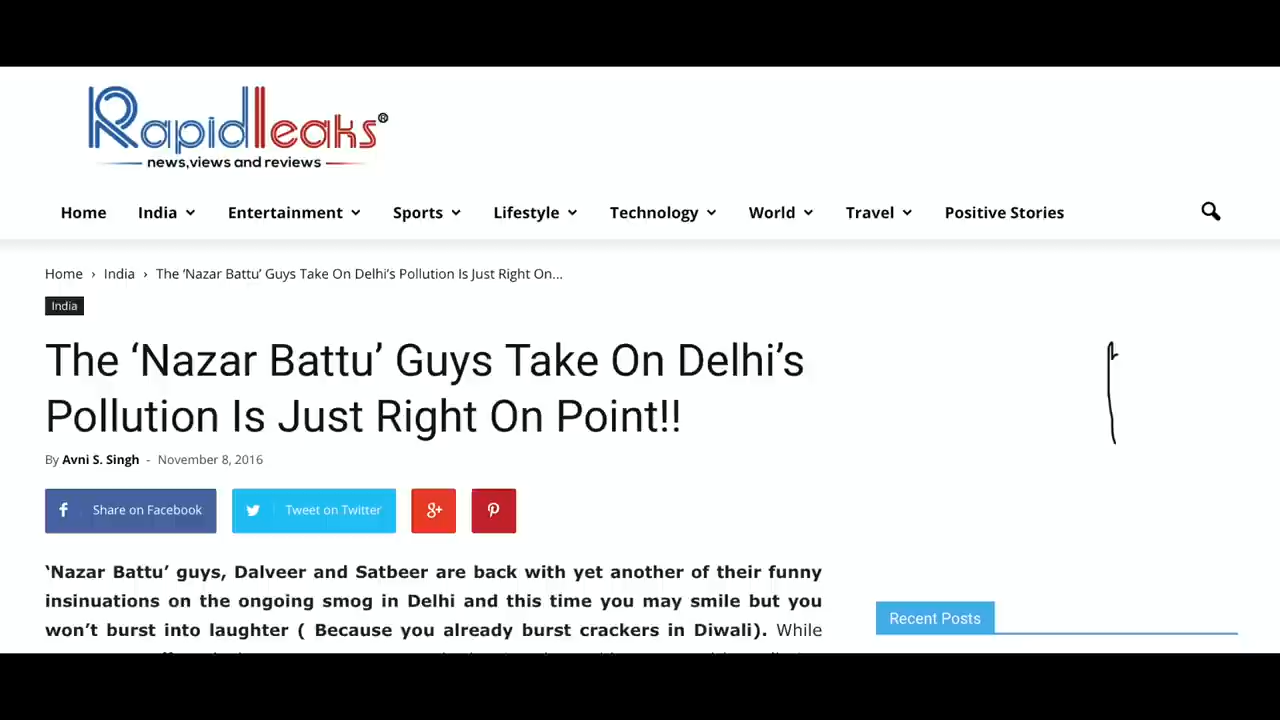 Rapidleaks®
news,views and reviews
Home India Entertainment Sports Lifestyle Technology World Travel Positive Stories
Home › India › The ‘Nazar Battu’ Guys Take On Delhi’s Pollution Is Just Right On...
India
The ‘Nazar Battu’ Guys Take On Delhi’s
Pollution Is Just Right On Point!!
By Avni S. Singh - November 8, 2016
f Share on Facebook Tweet on Twitter g+
‘Nazar Battu’ guys, Dalveer and Satbeer are back with yet another of their funny
insinuations on the ongoing smog in Delhi and this time you may smile but you
won’t burst into laughter ( Because you already burst crackers in Diwali). While
Recent Posts